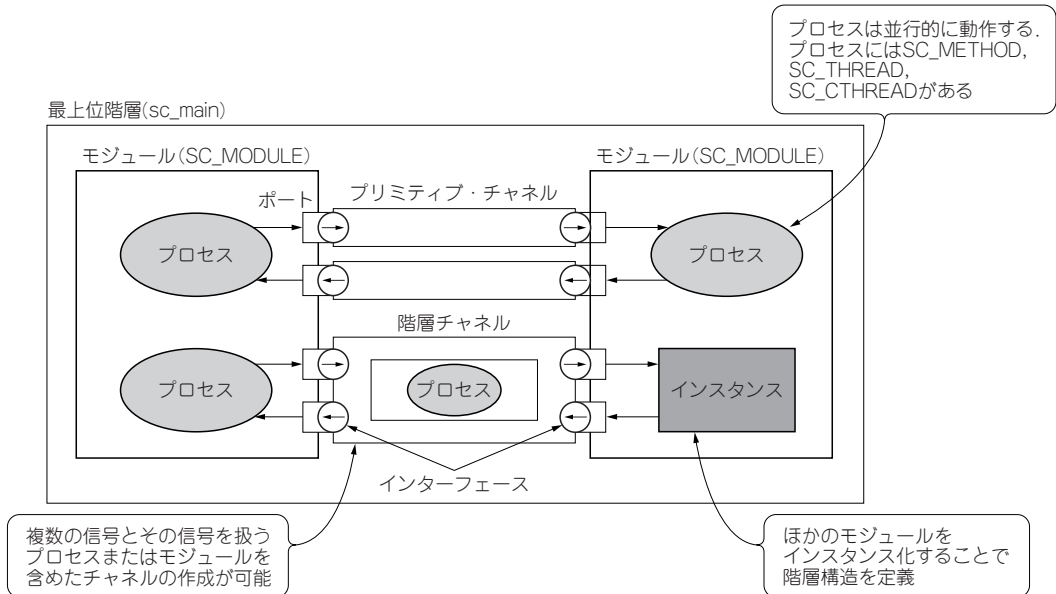 プロセスは並行的に動作する.
プロセスにはSC_METHOD,
SC_THREAD,
SC_CTHREADがある
最上位階層(sc_main)
モジュール(SC_MODULE)
モジュール(SC_MODULE)
ポート
プリミティブ・チャネル
プロセス
プロセス
階層チャネル
プロセス
プロセス
インスタンス
インターフェース
複数の信号とその信号を扱う
プロセスまたはモジュールを
含めたチャネルの作成が可能
ほかのモジュールを
インスタンス化することで
階層構造を定義